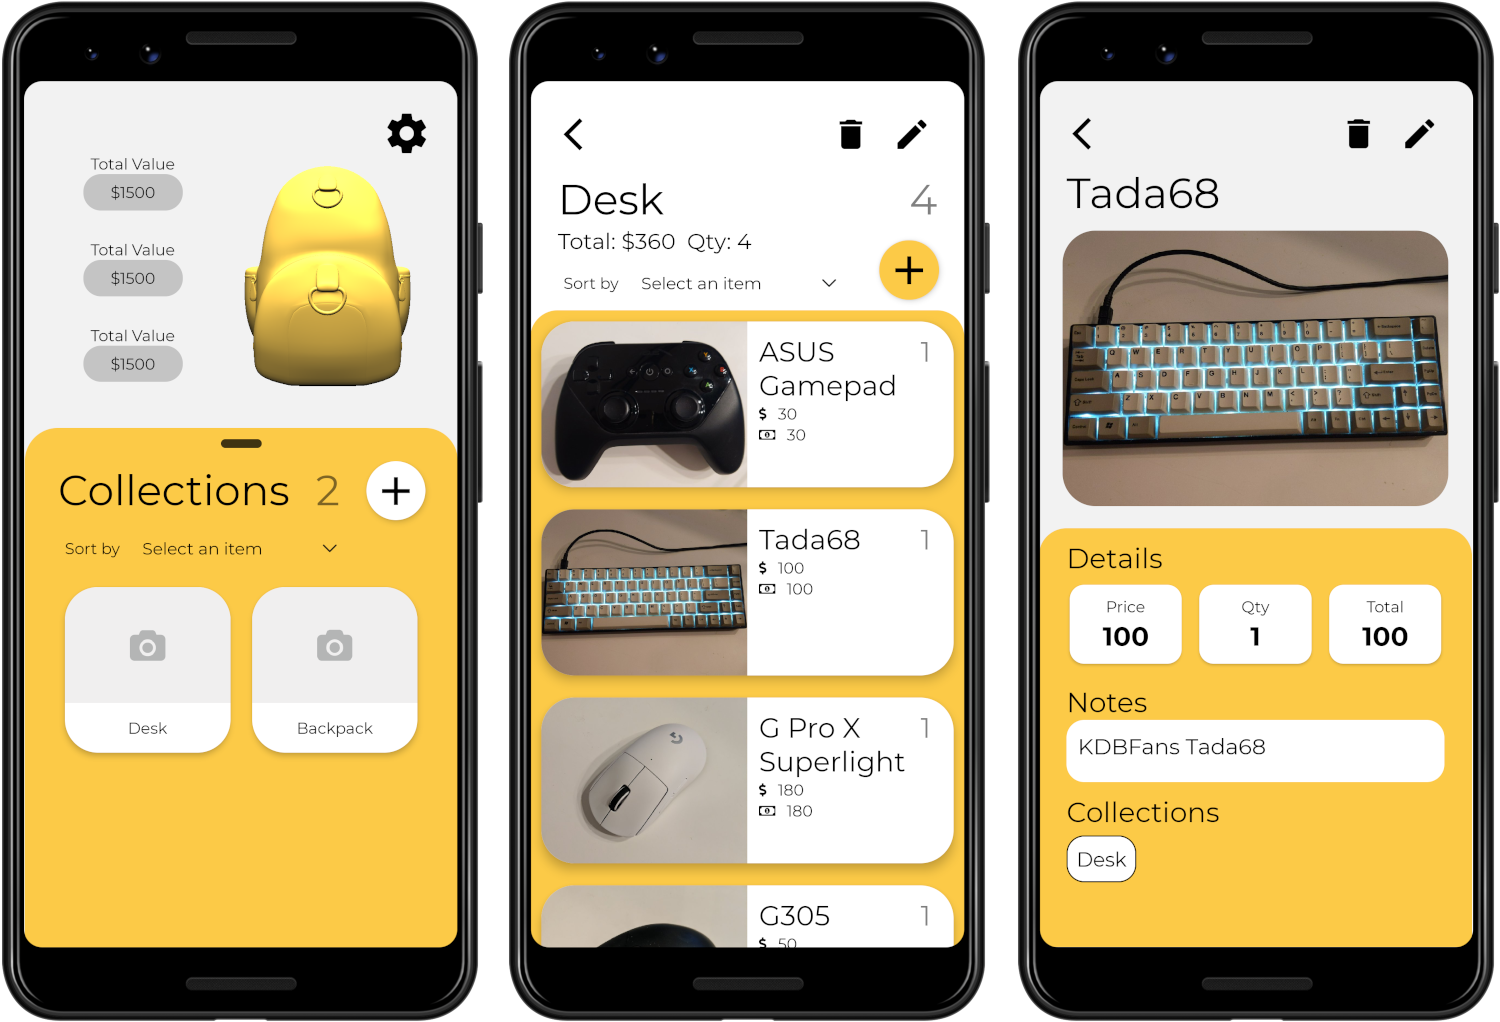 Total Value
$1500
Total Value
$1500
Total Value
$1500
Collections 2
Sort by Select an item
Desk
Backpack
Desk 4
Total: $360 Qty: 4
Sort by Select an item
ASUS 1
Gamepad
$ 30
30
Tada68 1
$ 100
100
G Pro X 1
Superlight
$ 180
180
G305 1
$ 50
Tada68
Details
Price
100
Qty
1
Total
100
Notes
KDBFans Tada68
Collections
Desk